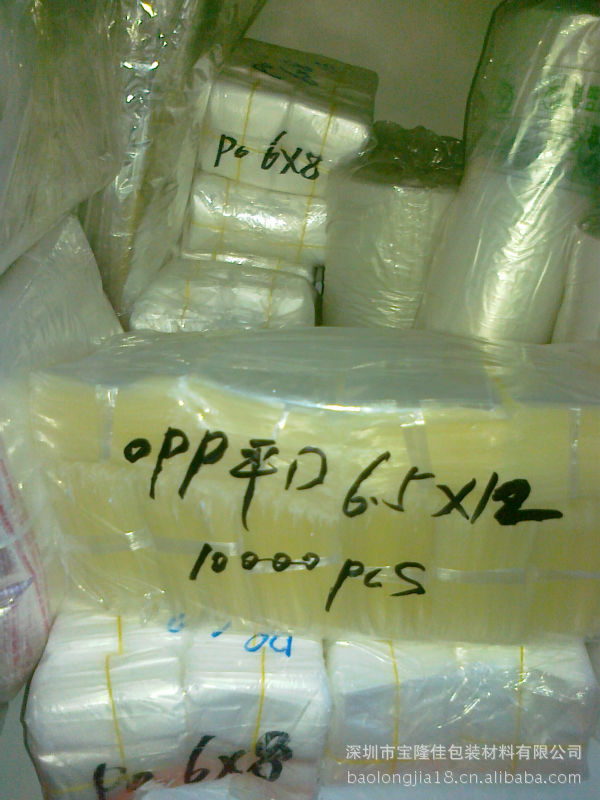 Po 6X8
OPP平口6.5X12
10000 pcs
Po 6x8
深圳市宝隆佳包装材料有限公司
baolongjia18.cn.alibaba.com